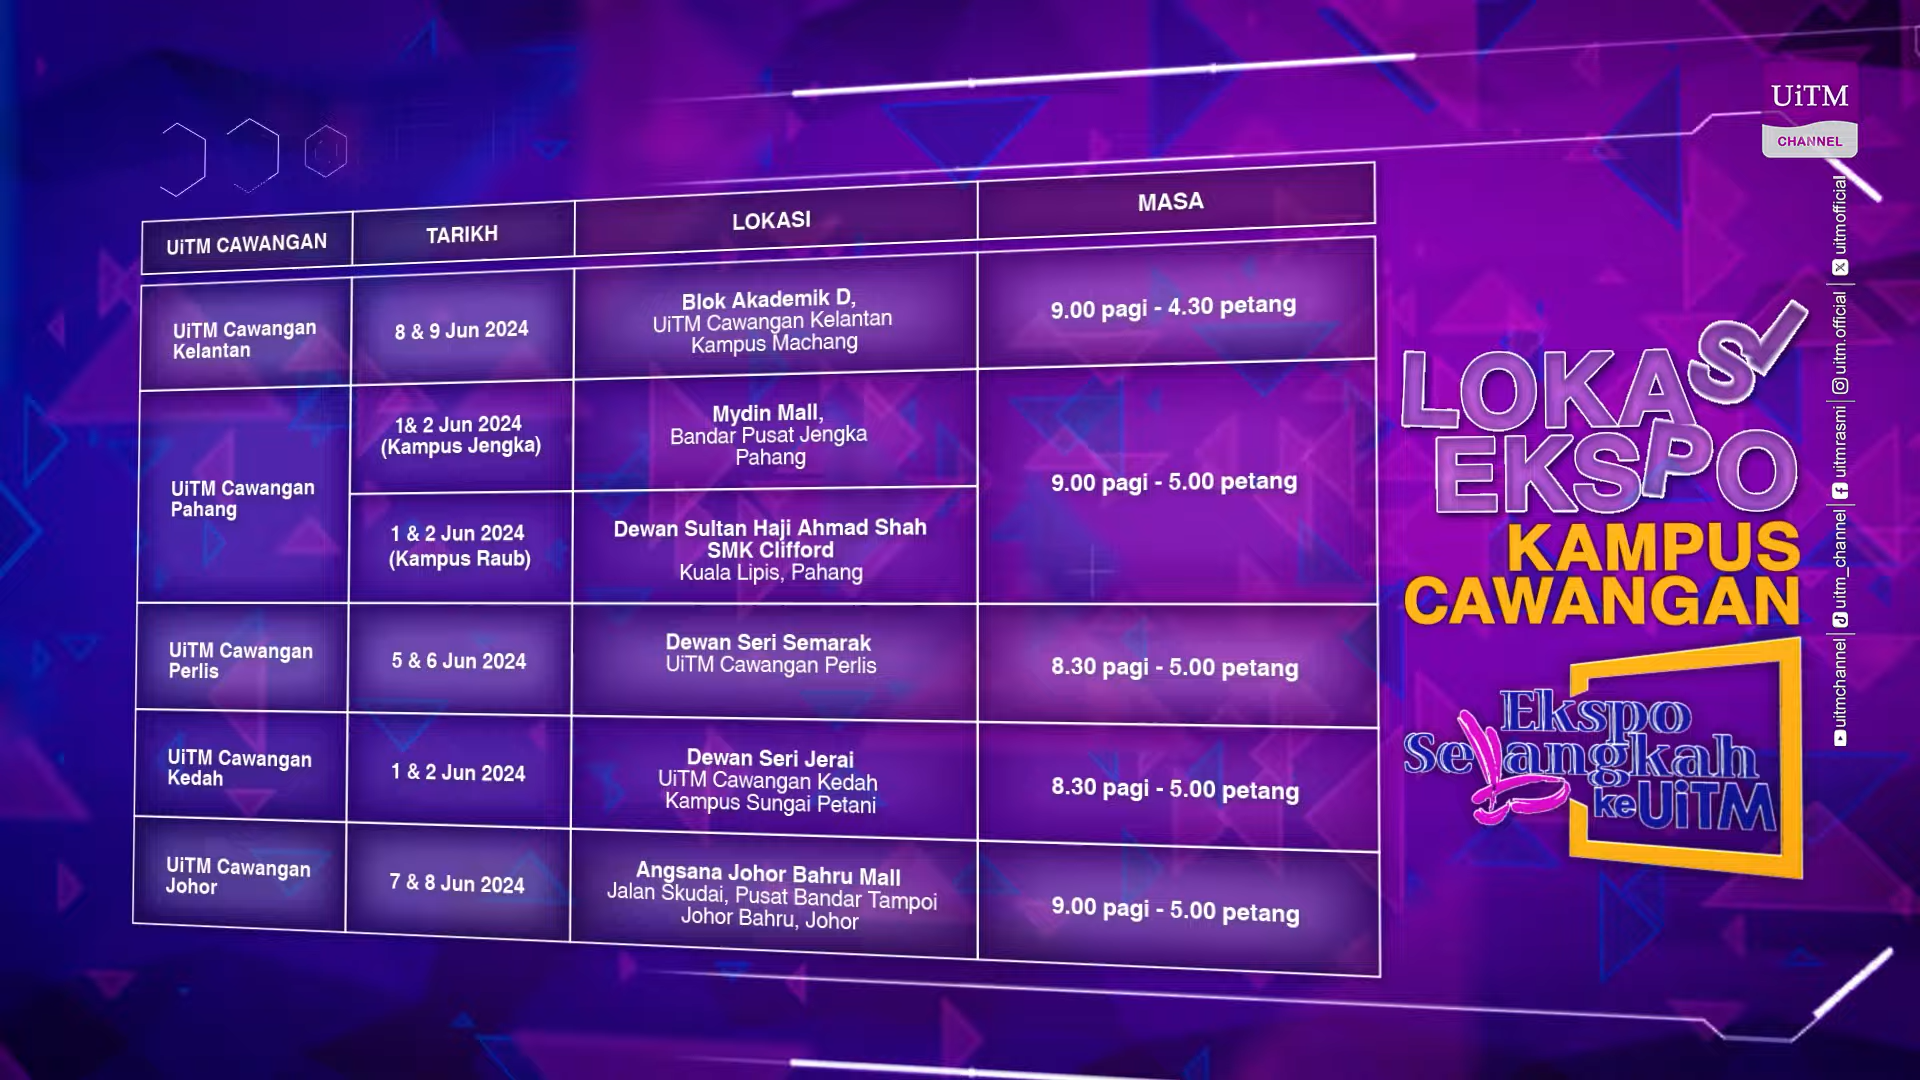 UiTM
CHANNEL
UiTM CAWANGAN
TARIKH
LOKASI
MASA
UiTM Cawangan
Kelantan
8 & 9 Jun 2024
Blok Akademik D,
UiTM Cawangan Kelantan
Kampus Machang
9.00 pagi - 4.30 petang
UiTM Cawangan
Pahang
1& 2 Jun 2024
(Kampus Jengka)
Mydin Mall,
Bandar Pusat Jengka
Pahang
9.00 pagi - 5.00 petang
1 & 2 Jun 2024
(Kampus Raub)
Dewan Sultan Haji Ahmad Shah
SMK Clifford
Kuala Lipis, Pahang
UiTM Cawangan
Perlis
5 & 6 Jun 2024
Dewan Seri Semarak
UiTM Cawangan Perlis
8.30 pagi - 5.00 petang
UiTM Cawangan
Kedah
1 & 2 Jun 2024
Dewan Seri Jerai
UiTM Cawangan Kedah
Kampus Sungai Petani
8.30 pagi - 5.00 petang
UiTM Cawangan
Johor
7 & 8 Jun 2024
Angsana Johor Bahru Mall
Jalan Skudai, Pusat Bandar Tampoi
Johor Bahru, Johor
9.00 pagi - 5.00 petang
LOKASI
EKSPO
KAMPUS
CAWANGAN
Ekspo
Selangkah
keUiTM
uitmchannel | uitm_channel | uitmrasmi | uitm.official | uitmofficial